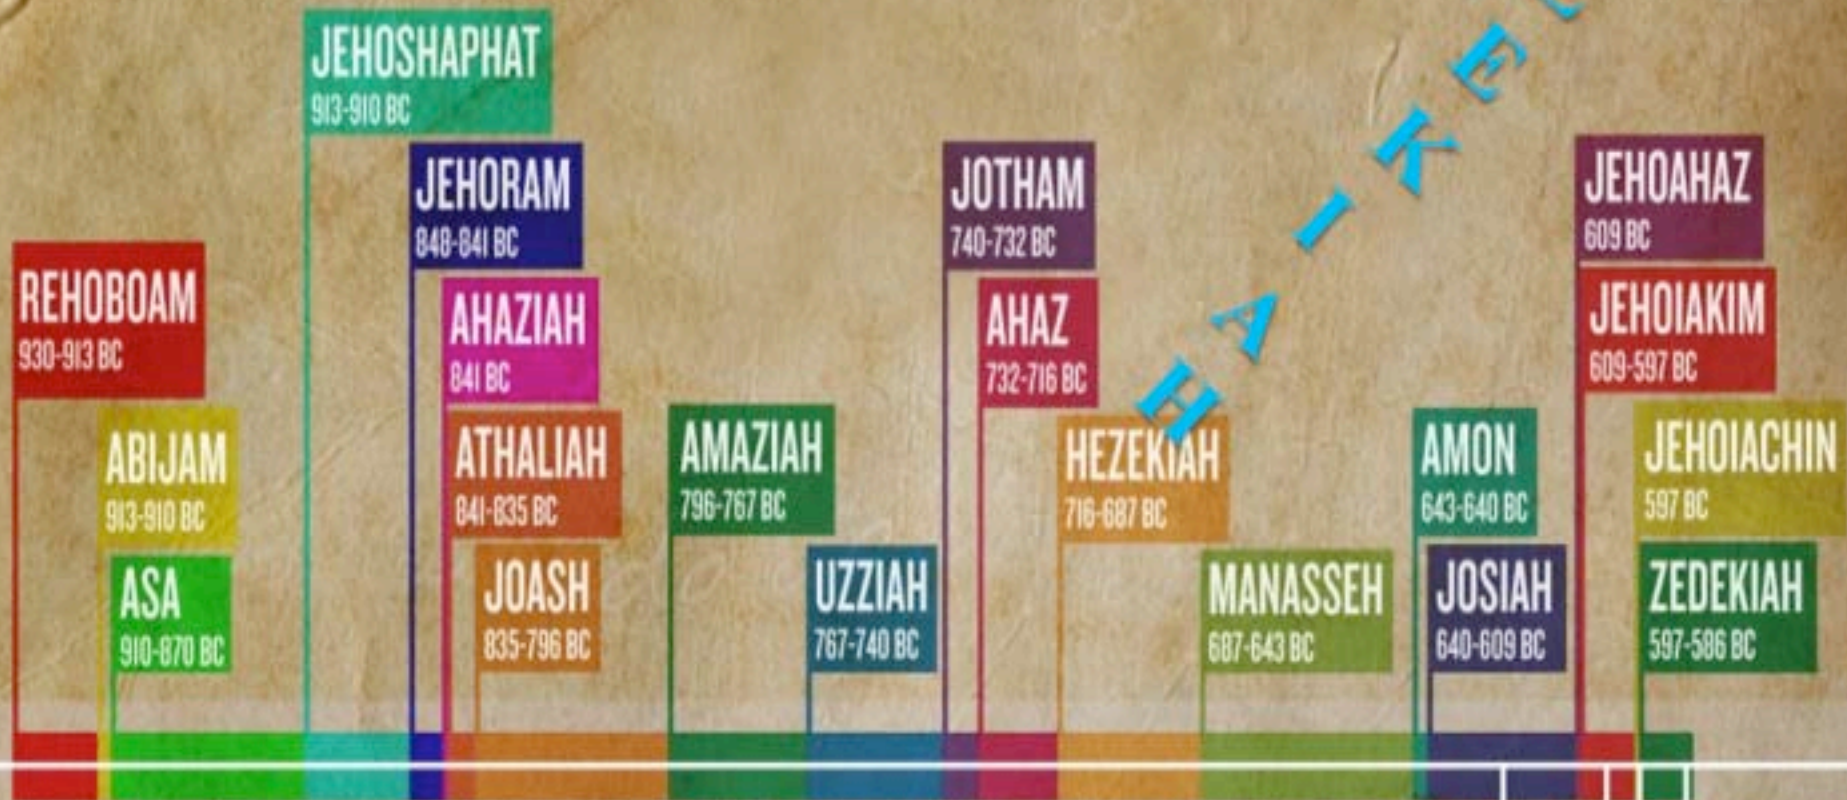 JEHOSHAPHAT
913-910 BC
JEHORAM
848-841 BC
JOTHAM
740-732 BC
JEHOAHAZ
609 BC
REHOBOAM
930-913 BC
AHAZIAH
841 BC
AHAZ
732-716 BC
JEHOIAKIM
609-597 BC
ABIJAM
913-910 BC
ATHALIAH
841-835 BC
AMAZIAH
796-767 BC
HEZEKIAH
716-687 BC
AMON
643-640 BC
JEHOIACHIN
597 BC
ASA
910-870 BC
JOASH
835-796 BC
UZZIAH
767-740 BC
MANASSEH
687-643 BC
JOSIAH
640-609 BC
ZEDEKIAH
597-586 BC
EKIAH